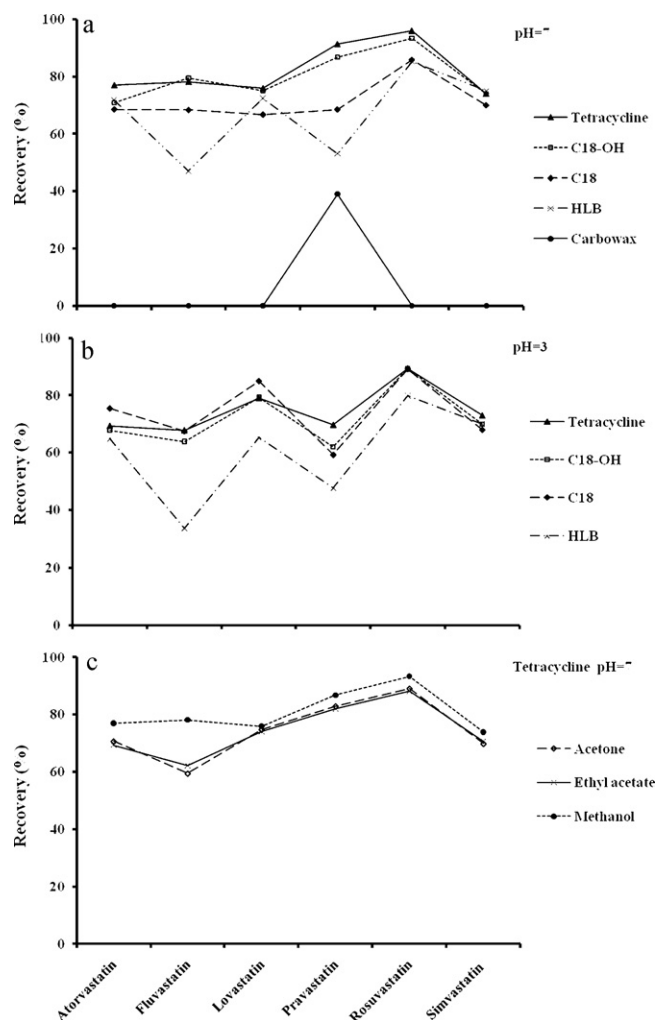 a
pH=7
100
80
60
40
20
0
Recovery (%)
Tetracycline
C18-OH
C18
HLB
Carbowax
b
pH=3
100
80
60
40
20
0
Recovery (%)
Tetracycline
C18-OH
C18
HLB
c
Tetracycline pH=7
100
80
60
40
20
0
Recovery (%)
Acetone
Ethyl acetate
Methanol
Atorvastatin
Fluvastatin
Lovastatin
Pravastatin
Rosuvastatin
Simvastatin